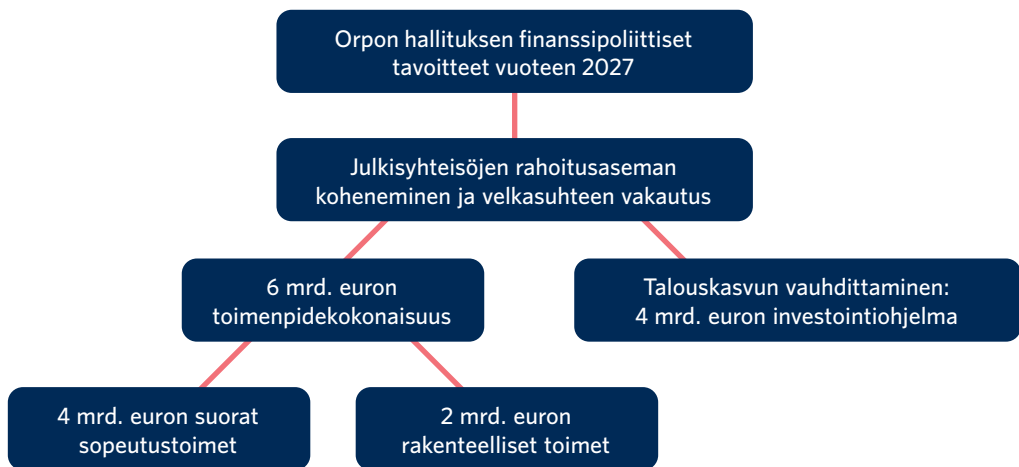 Orpon hallituksen finanssipoliittiset
tavoitteet vuoteen 2027
Julkisyhteisöjen rahoitusaseman
koheneminen ja velkasuhteen vakautus
6 mrd. euron
toimenpidekokonaisuus
Talouskasvun vauhdittaminen:
4 mrd. euron investointiohjelma
4 mrd. euron suorat
sopeutustoimet
2 mrd. euron
rakenteelliset toimet